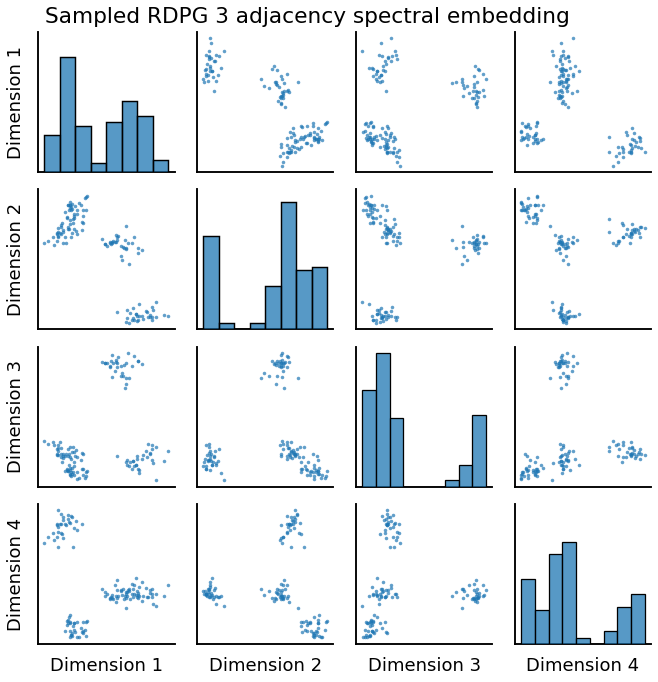 Sampled RDPG 3 adjacency spectral embedding
Dimension 1
Dimension 2
Dimension 3
Dimension 4
Dimension 1 Dimension 2 Dimension 3 Dimension 4